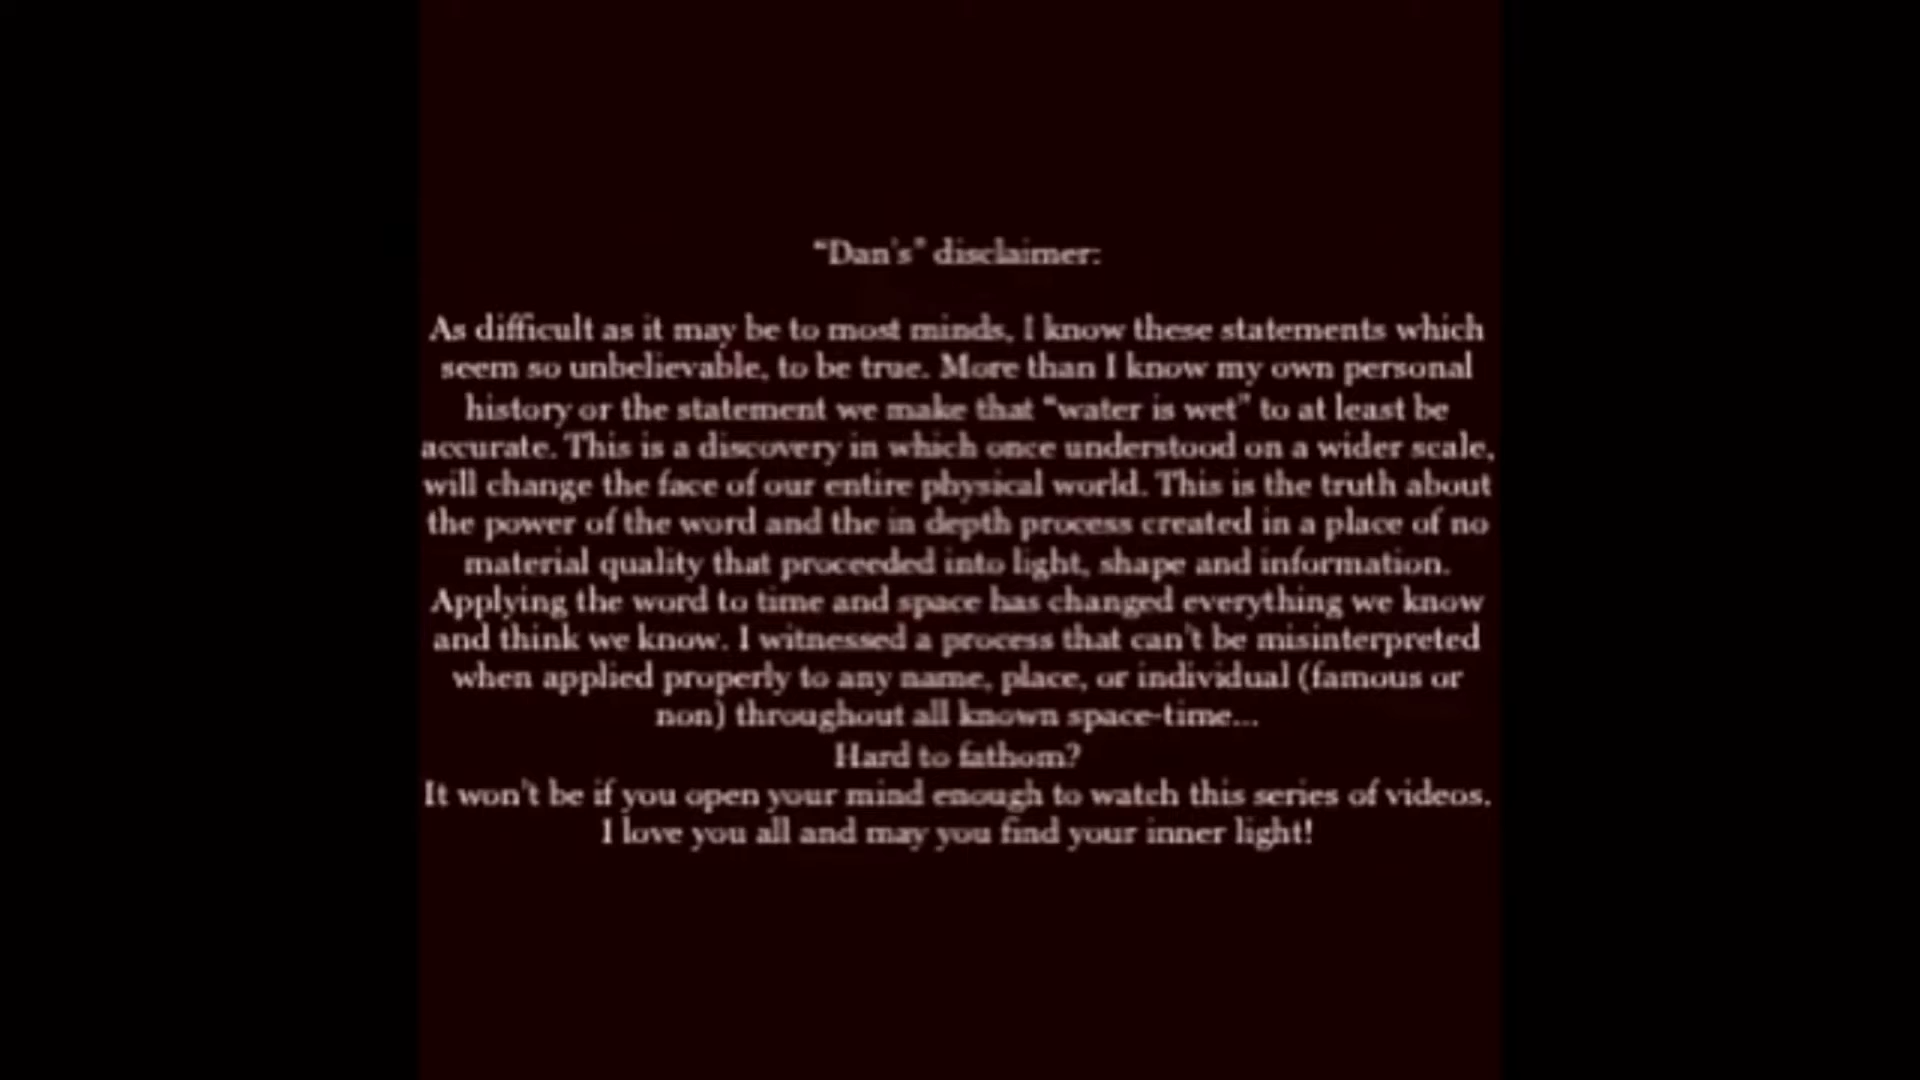 “Dan's” disclaimer:
As difficult as it may be to most minds, I know these statements which
seem so unbelievable, to be true. More than I know my own personal
history or the statement we make that “water is wet” to at least be
accurate. This is a discovery in which once understood on a wider scale,
will change the face of our entire physical world. This is the truth about
the power of the word and the in depth process created in a place of no
material quality that proceeded into light, shape and information.
Applying the word to time and space has changed everything we know
and think we know. I witnessed a process that can't be misinterpreted
when applied properly to any name, place, or individual (famous or
non) throughout all known space-time...
Hard to fathom?
It won't be if you open your mind enough to watch this series of videos.
I love you all and may you find your inner light!